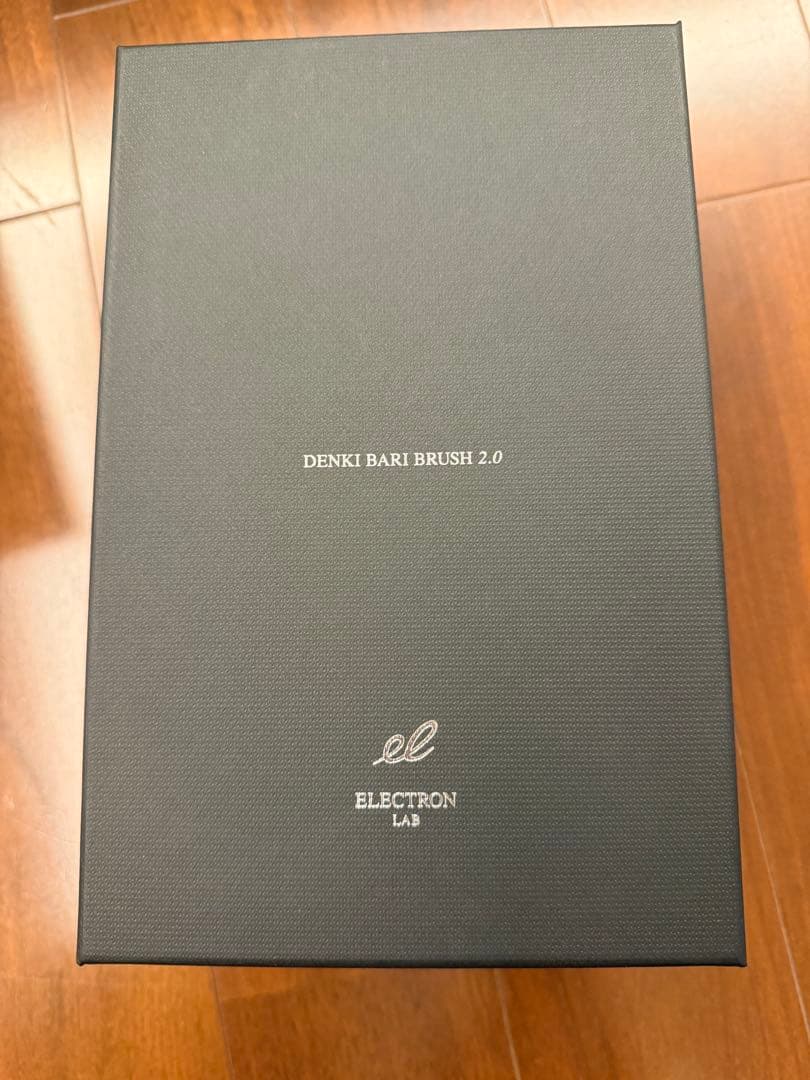 DENKI BARI BRUSH 2.0
el
ELECTRON
LAB